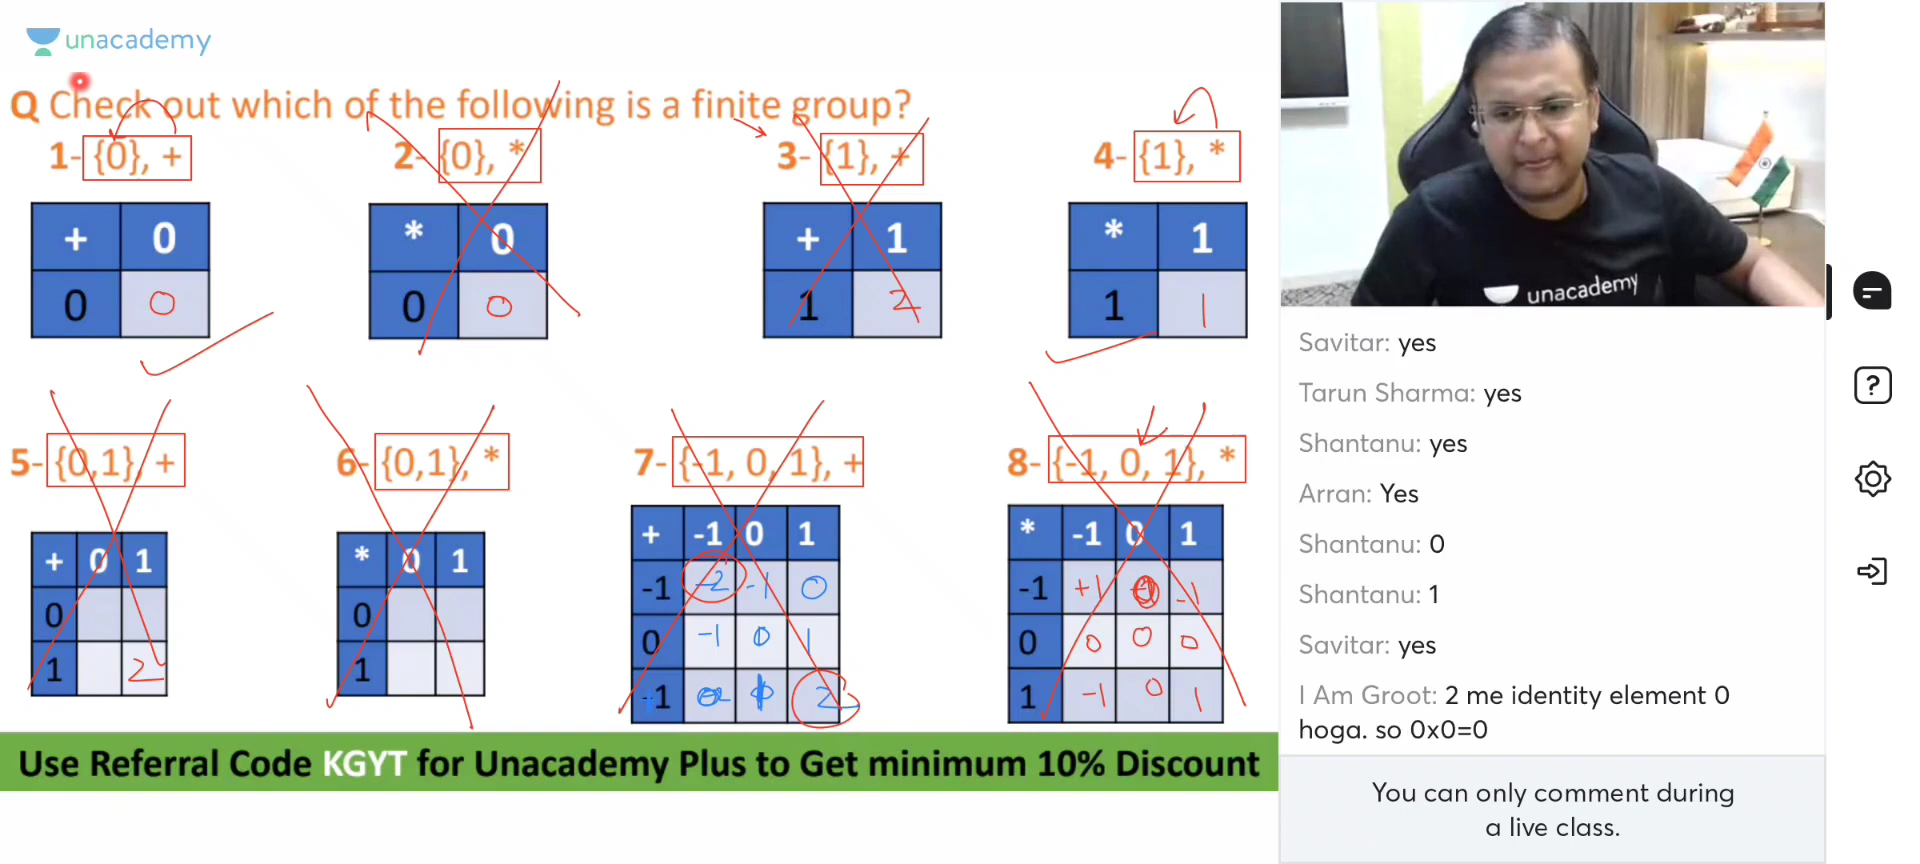 unacademy
Q Check out which of the following is a finite group?
1- {0}, +
2- {0}, *
3- {1}, +
4- {1}, *
+ 0
0 0
* 0
0 0
+ 1
1 2
* 1
1 1
5- {0,1}, +
6- {0,1}, *
7- {-1, 0, 1}, +
8- {-1, 0, 1}, *
+ 0 1
0
1 2
* 0 1
0
1
+ -1 0 1
-1 -2 -1 0
0 -1 0 1
1 2
* -1 0 1
-1 +1 -1
0 0 0 0
1 -1 0 1
Use Referral Code KGYT for Unacademy Plus to Get minimum 10% Discount
unacademy
Savitar: yes
Tarun Sharma: yes
Shantanu: yes
Arran: Yes
Shantanu: 0
Shantanu: 1
Savitar: yes
I Am Groot: 2 me identity element 0
hoga. so 0x0=0
You can only comment during
a live class.
?